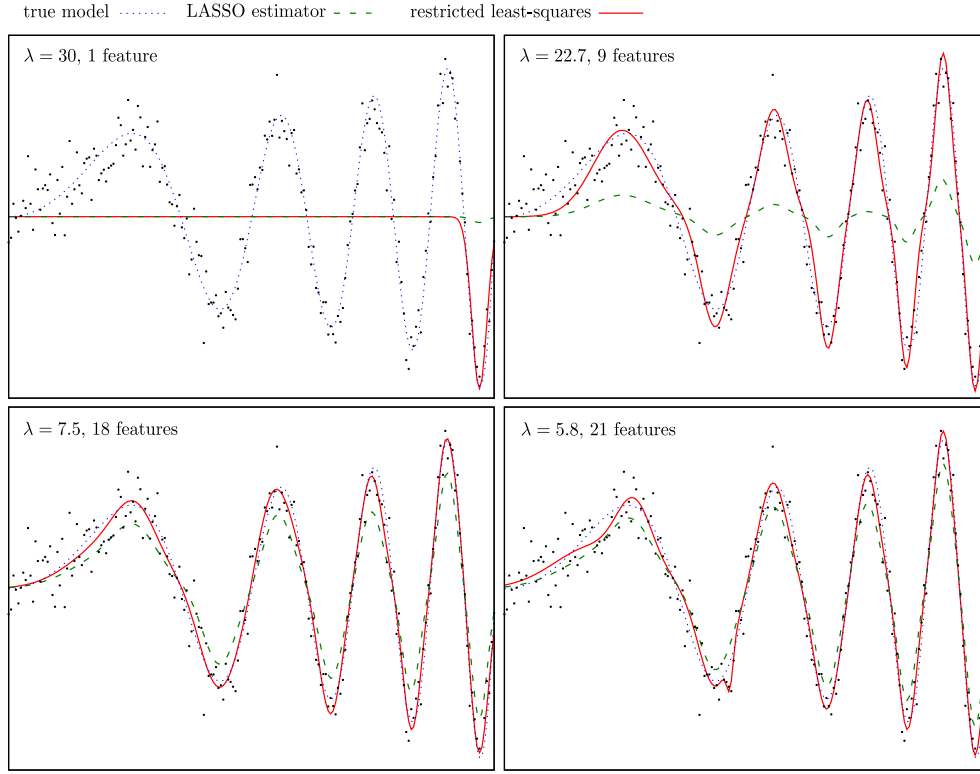 true model LASSO estimator restricted least-squares
λ = 30, 1 feature
λ = 22.7, 9 features
λ = 7.5, 18 features
λ = 5.8, 21 features